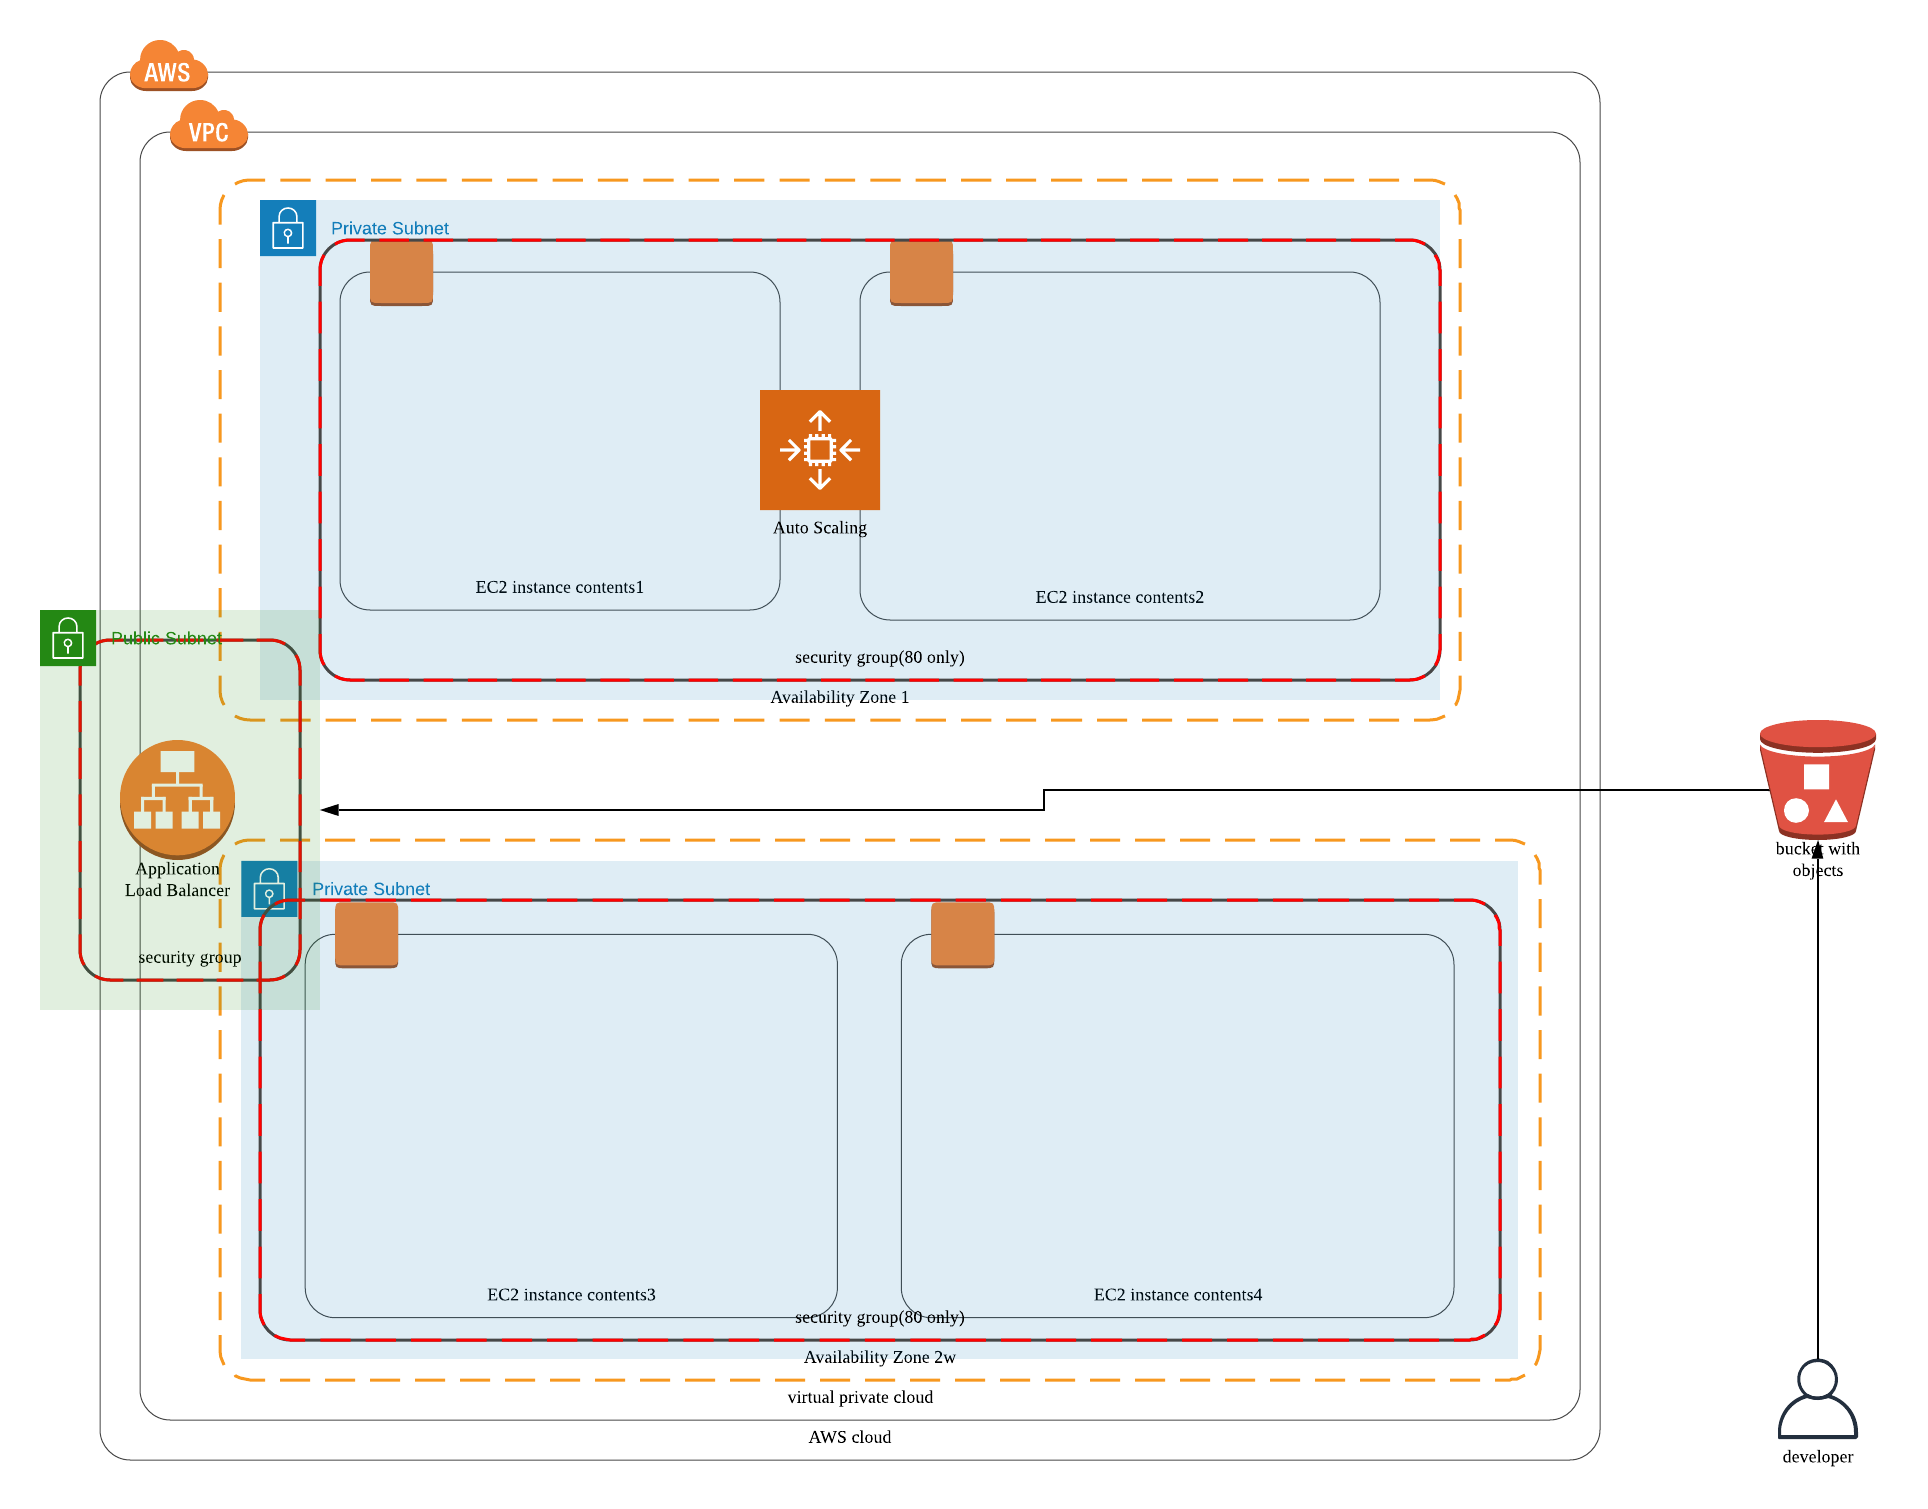 AWS
VPC
Private Subnet
Auto Scaling
EC2 instance contents1
EC2 instance contents2
security group(80 only)
Availability Zone 1
Public Subnet
Application
Load Balancer
security group
bucket with
objects
Private Subnet
EC2 instance contents3
EC2 instance contents4
security group(80 only)
Availability Zone 2w
virtual private cloud
AWS cloud
developer